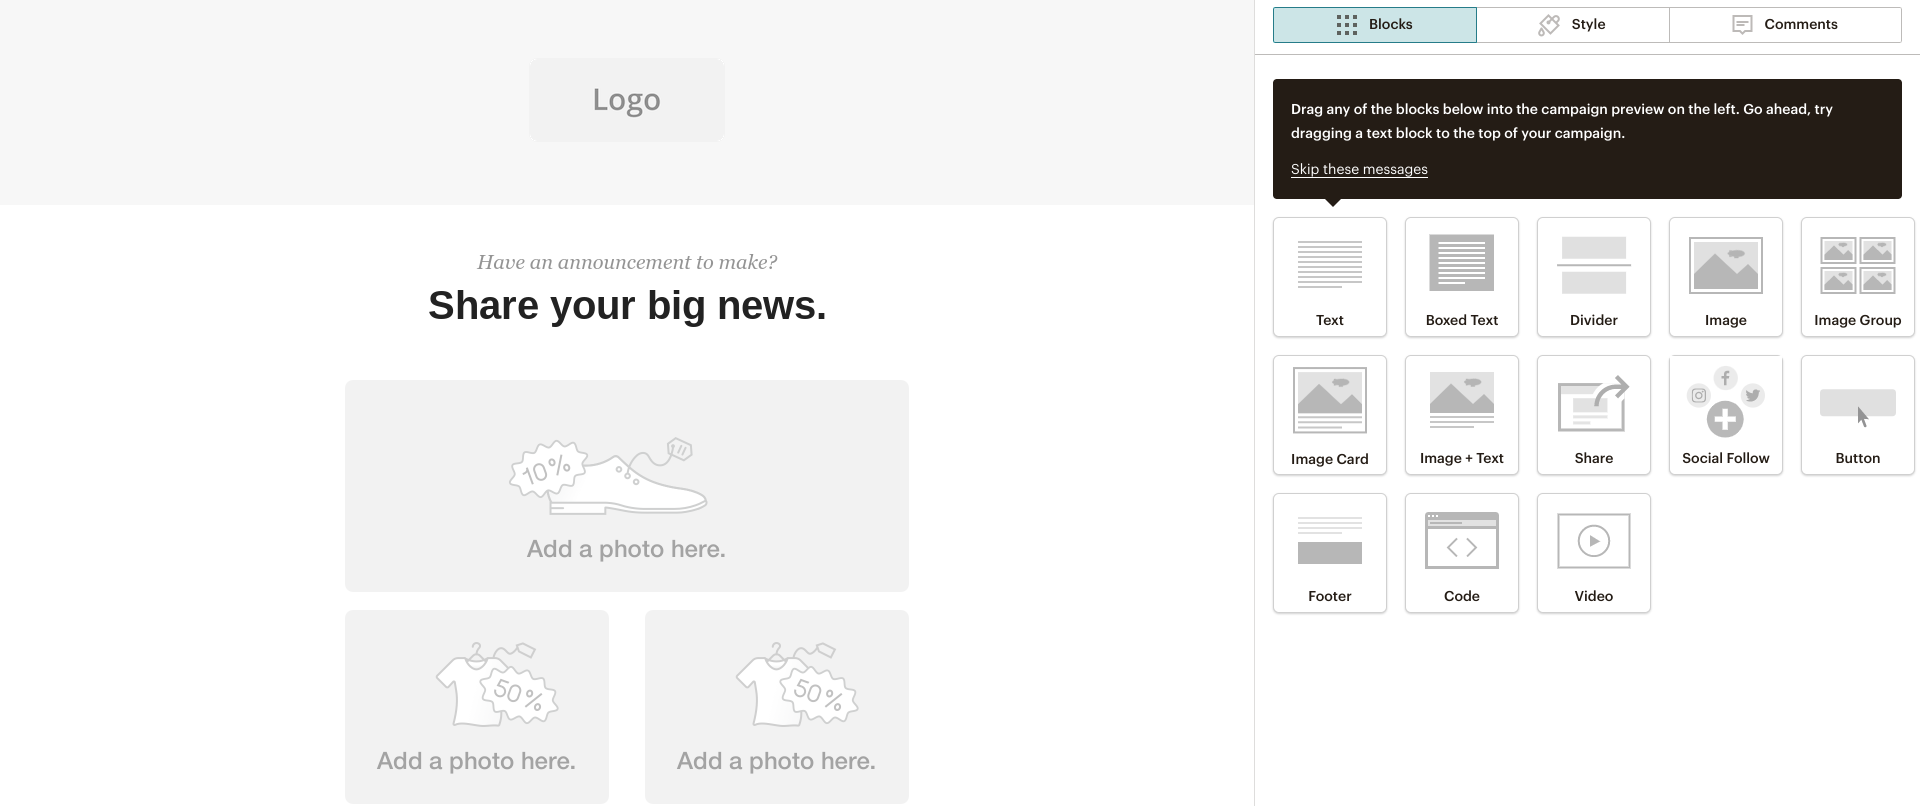 Logo
Have an announcement to make?
Share your big news.
10%
Add a photo here.
50%
Add a photo here.
50%
Add a photo here.
Blocks
Style
Comments
Drag any of the blocks below into the campaign preview on the left. Go ahead, try
dragging a text block to the top of your campaign.
Skip these messages
Text
Boxed Text
Divider
Image
Image Group
Image Card
Image + Text
Share
Social Follow
Button
Footer
Code
Video